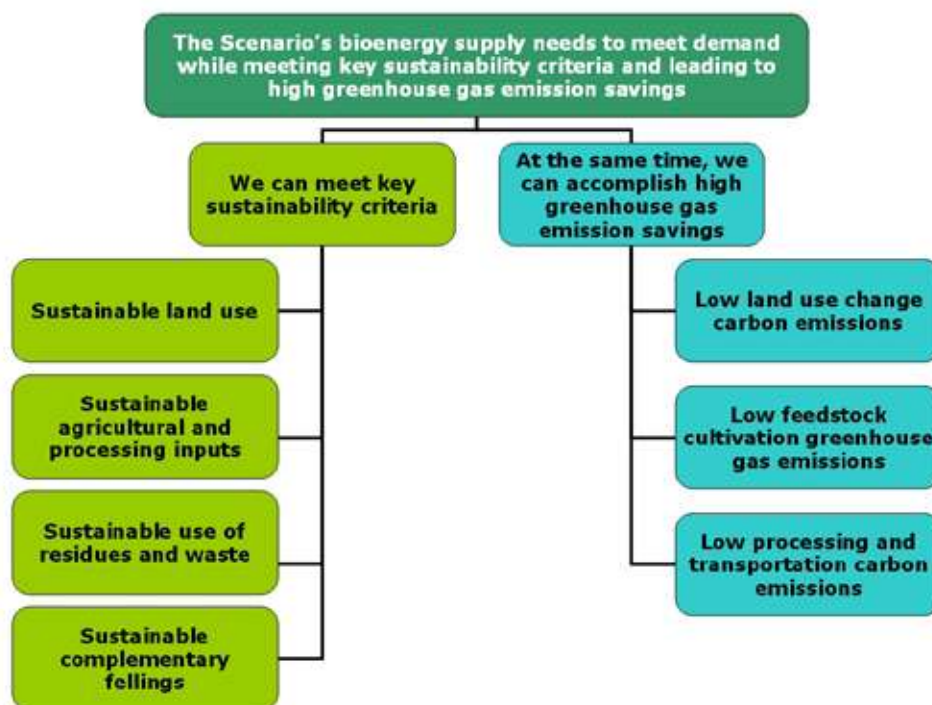 The Scenario's bioenergy supply needs to meet demand
while meeting key sustainability criteria and leading to
high greenhouse gas emission savings
We can meet key
sustainability criteria
At the same time, we
can accomplish high
greenhouse gas
emission savings
Sustainable land use
Sustainable
agricultural and
processing inputs
Sustainable use of
residues and waste
Sustainable
complementary
fellings
Low land use change
carbon emissions
Low feedstock
cultivation greenhouse
gas emissions
Low processing and
transportation carbon
emissions